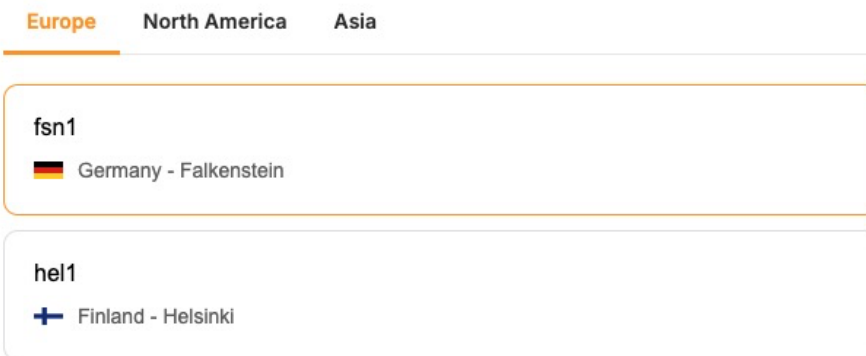 Europe North America Asia
fsn1
Germany - Falkenstein
hel1
Finland - Helsinki